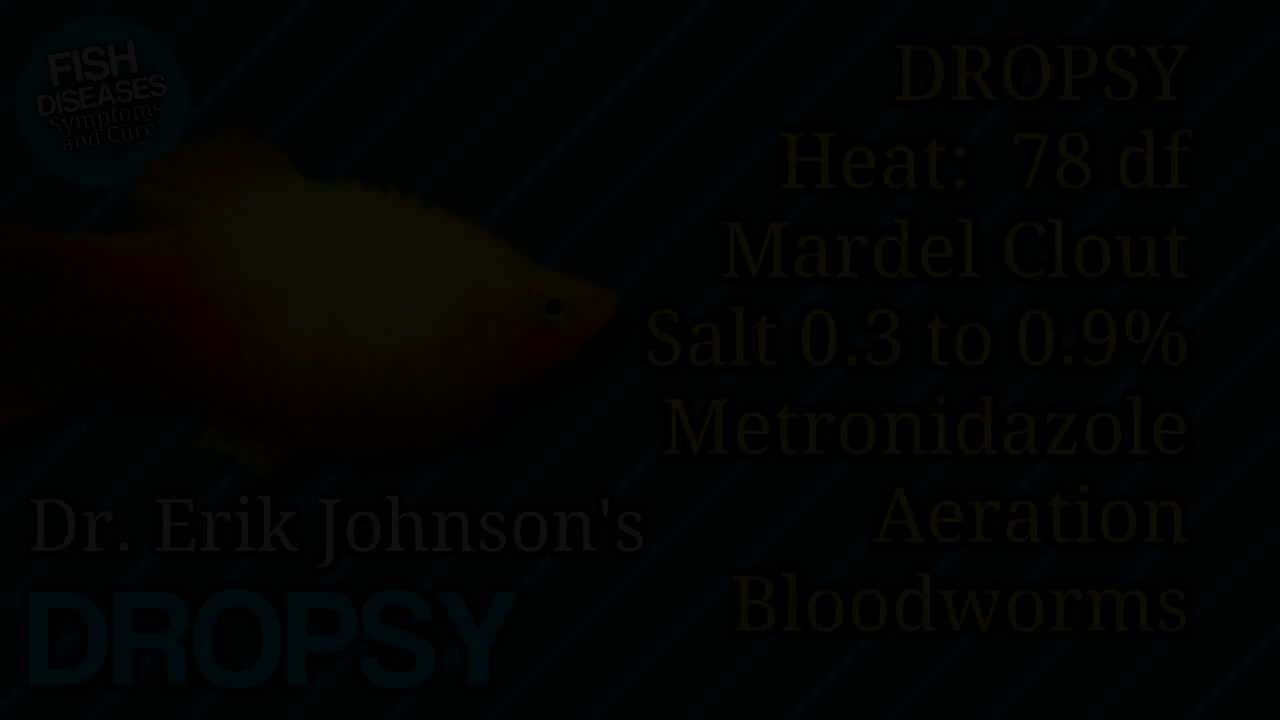 FISH
DISEASES
Symptoms
and Cure
DROPSY
Heat: 78 df
Mardel Clout
Salt 0.3 to 0.9%
Metronidazole
Aeration
Bloodworms
Dr. Erik Johnson's
DROPSY